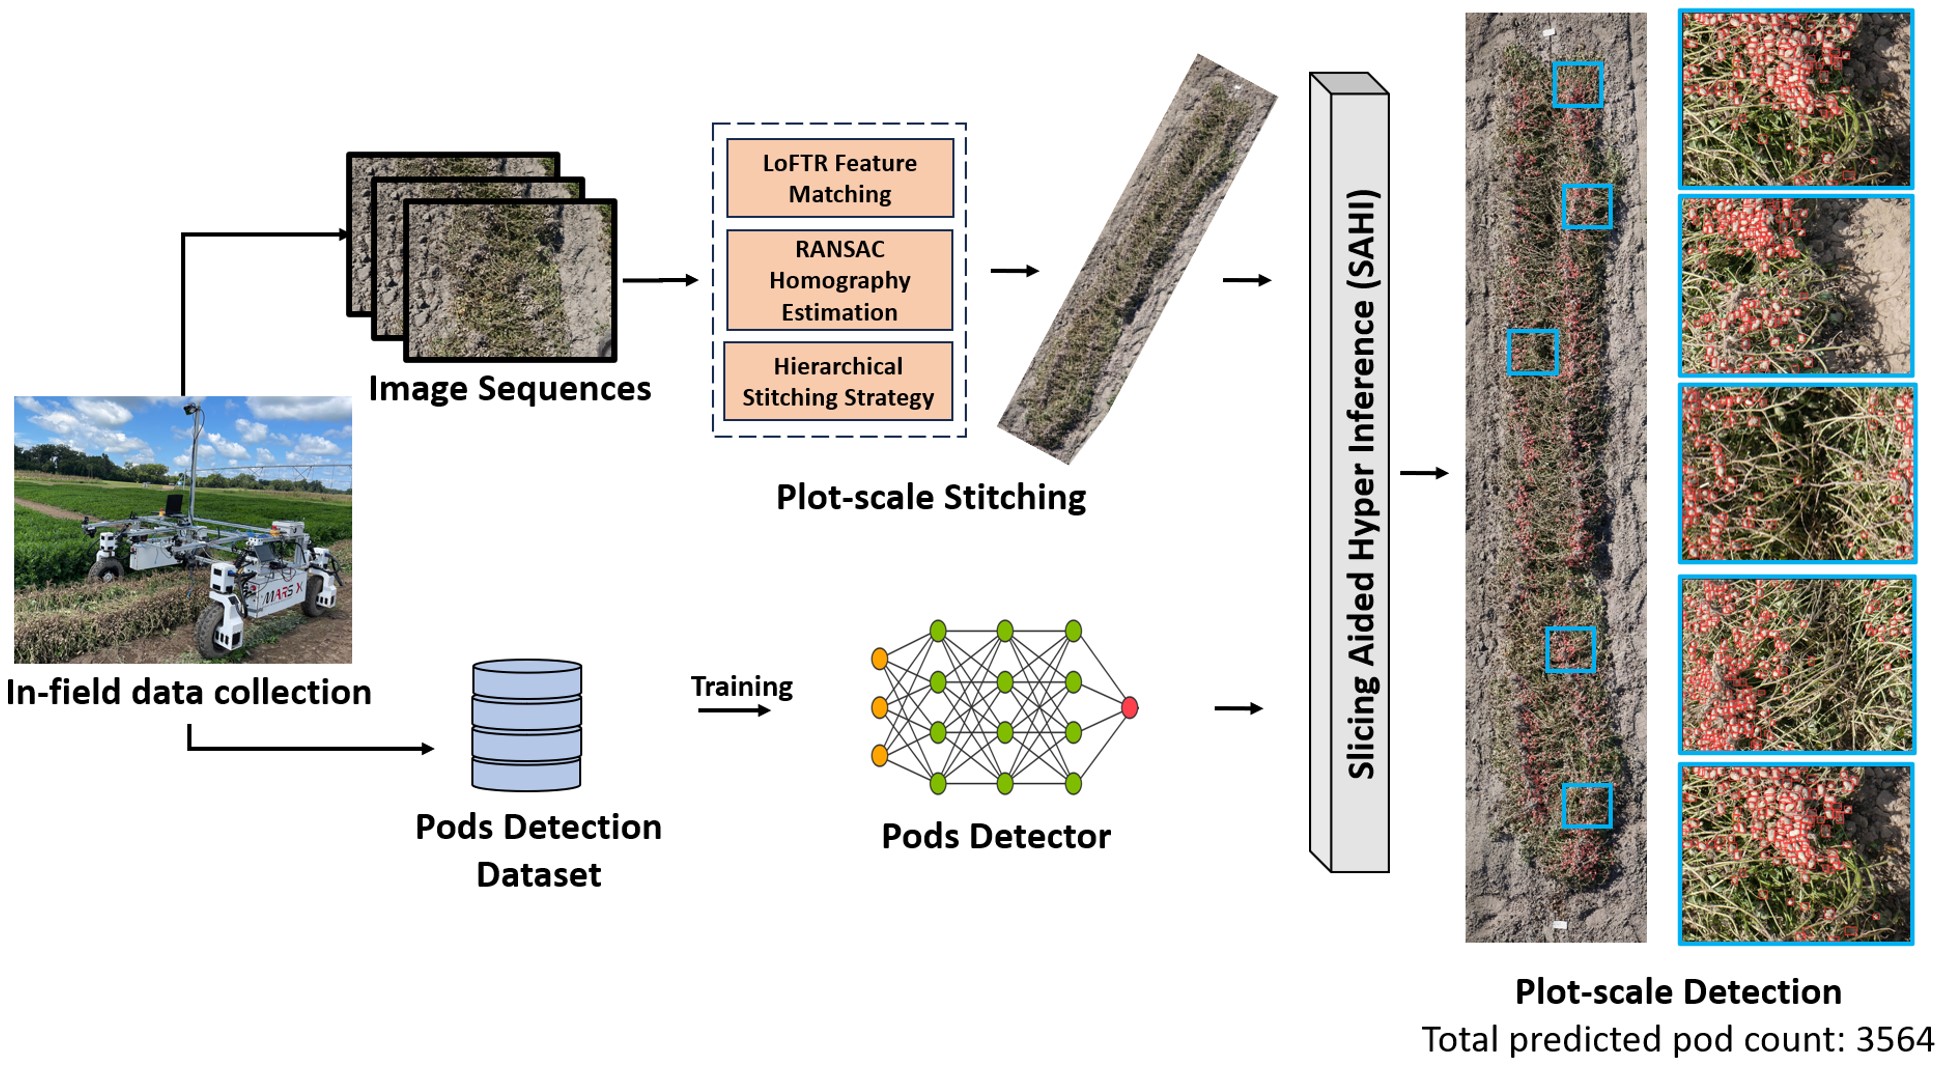 Image Sequences
LoFTR Feature
Matching
RANSAC
Homography
Estimation
Hierarchical
Stitching Strategy
Plot-scale Stitching
MARS X
In-field data collection
Pods Detection
Dataset
Training
Pods Detector
Slicing Aided Hyper Inference (SAHI)
Plot-scale Detection
Total predicted pod count: 3564